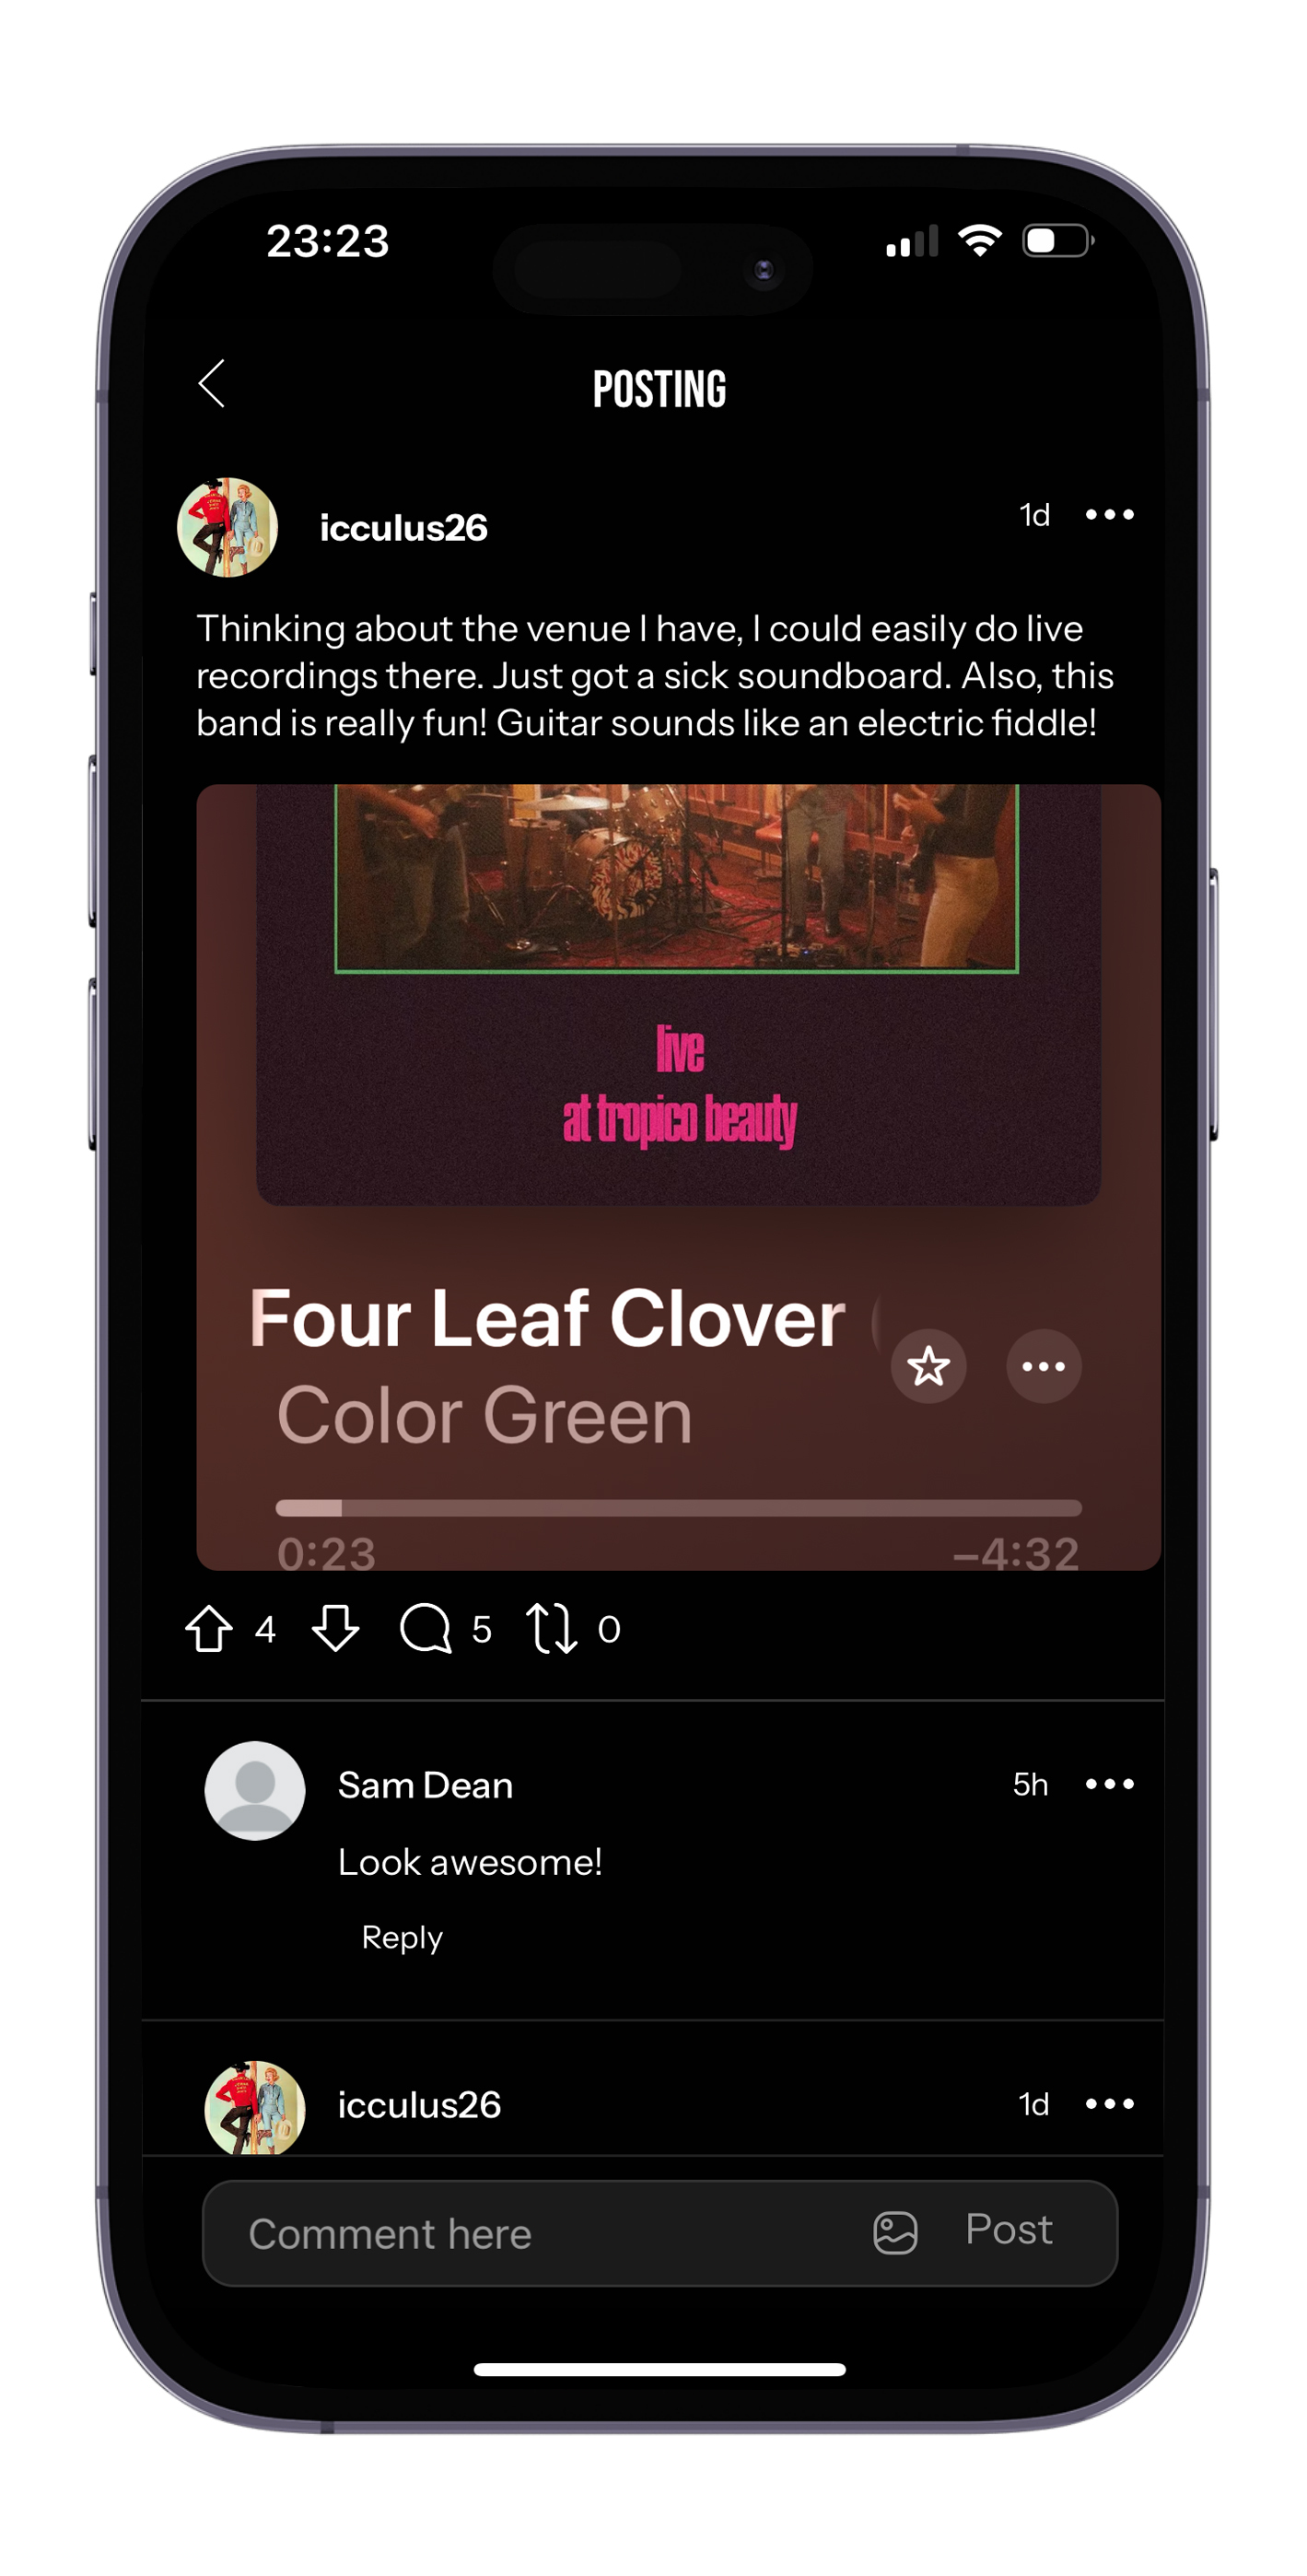 23:23
POSTING
icculus26
1d
Thinking about the venue I have, I could easily do live
recordings there. Just got a sick soundboard. Also, this
band is really fun! Guitar sounds like an electric fiddle!
live
at tropico beauty
Four Leaf Clover (
Color Green
0:23
–4:32
4
5
0
Sam Dean
5h
Look awesome!
Reply
icculus26
1d
Comment here
Post